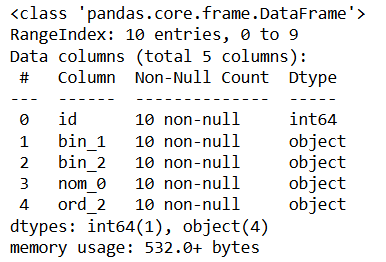 <class 'pandas.core.frame.DataFrame'>
RangeIndex: 10 entries, 0 to 9
Data columns (total 5 columns):
 #   Column  Non-Null Count  Dtype
---  ------  --------------  -----
 0   id      10 non-null     int64
 1   bin_1   10 non-null     object
 2   bin_2   10 non-null     object
 3   nom_0   10 non-null     object
 4   ord_2   10 non-null     object
dtypes: int64(1), object(4)
memory usage: 532.0+ bytes